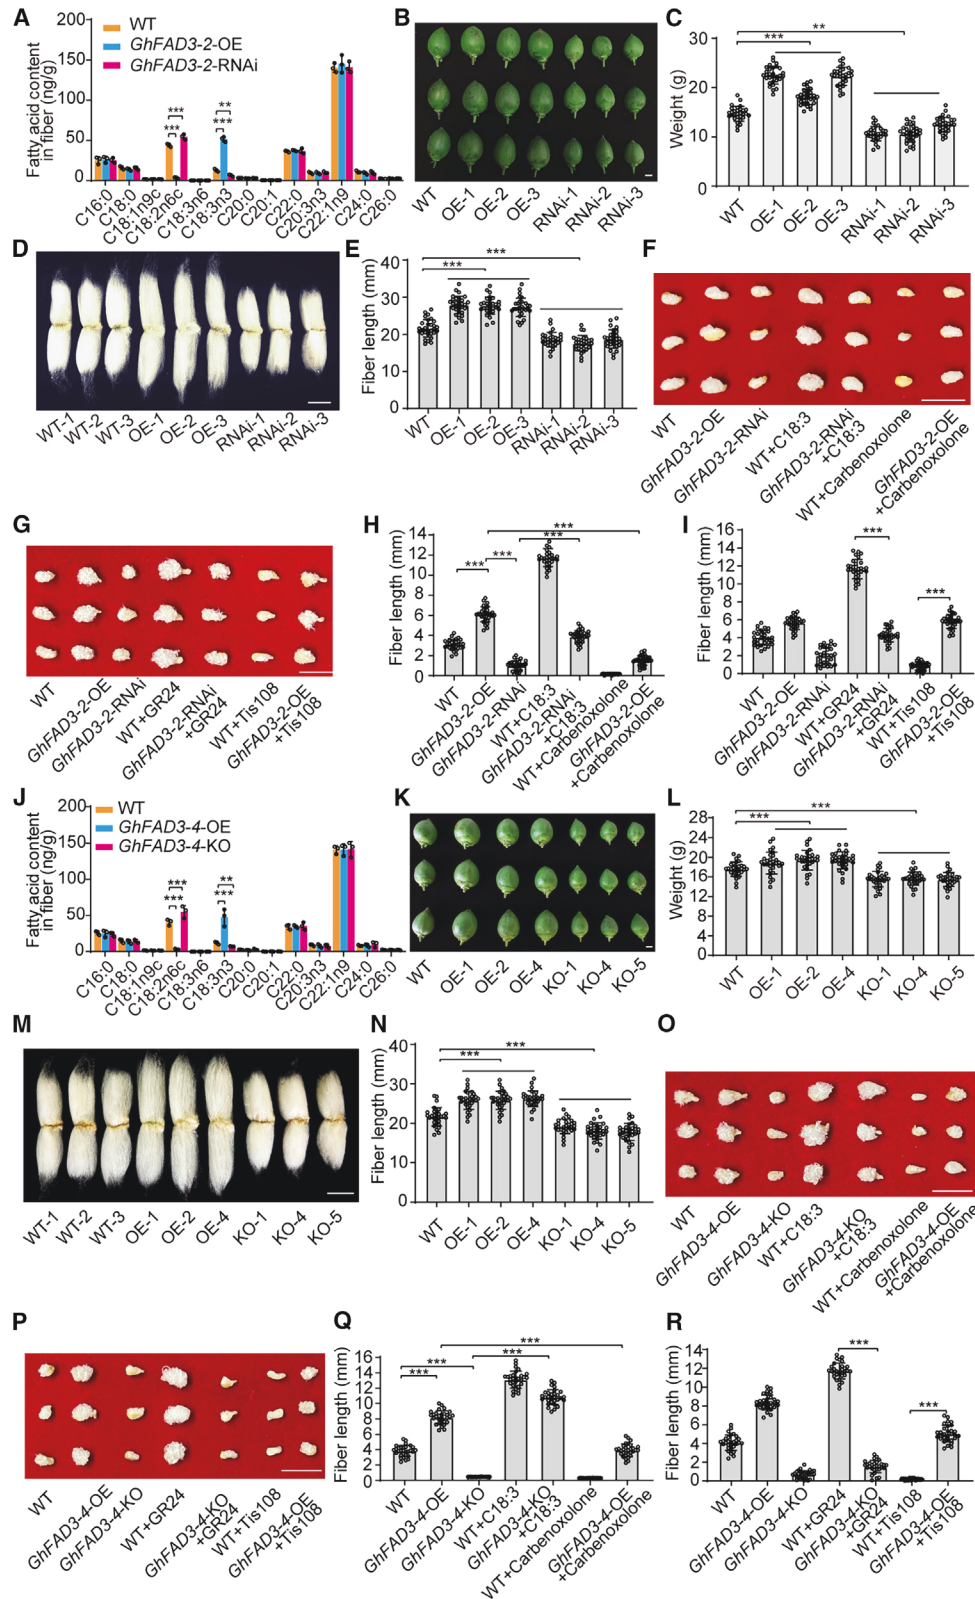 A
200
150
100
50
0
Fatty acid content
in fiber (ng/g)
WT
GhFAD3-2-OE
GhFAD3-2-RNAi
***
***
**
***
C16:0
C18:0
C18:1n9c
C18:2n6c
C18:3n6
C18:3n3
C20:0
C20:1
C22:0
C20:3n3
C22:1n9
C24:0
C26:0
B
WT
OE-1
OE-2
OE-3
RNAi-1
RNAi-2
RNAi-3
C
Weight (g)
30
20
10
0
**
***
WT
OE-1
OE-2
OE-3
RNAi-1
RNAi-2
RNAi-3
D
WT-1
WT-2
WT-3
OE-1
OE-2
OE-3
RNAi-1
RNAi-2
RNAi-3
E
Fiber length (mm)
40
30
20
10
0
***
***
WT
OE-1
OE-2
OE-3
RNAi-1
RNAi-2
RNAi-3
F
WT
GhFAD3-2-OE
GhFAD3-2-RNAi
WT+C18:3
GhFAD3-2-RNAi
+C18:3
WT+Carbenoxolone
GhFAD3-2-OE
+Carbenoxolone
G
WT
GhFAD3-2-OE
GhFAD3-2-RNAi
WT+GR24
GhFAD3-2-RNAi
+GR24
WT+Tis108
GhFAD3-2-OE
+Tis108
H
Fiber length (mm)
14
12
10
8
6
4
2
0
***
***
***
***
WT
GhFAD3-2-OE
GhFAD3-2-RNAi
WT+C18:3
GhFAD3-2-RNAi
+C18:3
WT+Carbenoxolone
GhFAD3-2-OE
+Carbenoxolone
I
Fiber length (mm)
16
12
10
8
6
4
2
0
***
***
WT
GhFAD3-2-OE
GhFAD3-2-RNAi
WT+GR24
GhFAD3-2-RNAi
+GR24
WT+Tis108
GhFAD3-2-OE
+Tis108
J
200
150
100
50
0
Fatty acid content
in fiber (ng/g)
WT
GhFAD3-4-OE
GhFAD3-4-KO
***
***
**
***
C16:0
C18:0
C18:1n9c
C18:2n6c
C18:3n6
C18:3n3
C20:0
C20:1
C22:0
C20:3n3
C22:1n9
C24:0
C26:0
K
WT
OE-1
OE-2
OE-4
KO-1
KO-4
KO-5
L
Weight (g)
28
24
20
16
12
8
4
0
***
***
WT
OE-1
OE-2
OE-4
KO-1
KO-4
KO-5
M
WT-1
WT-2
WT-3
OE-1
OE-2
OE-4
KO-1
KO-4
KO-5
N
Fiber length (mm)
40
30
20
10
0
***
***
WT
OE-1
OE-2
OE-4
KO-1
KO-4
KO-5
O
WT
GhFAD3-4-OE
GhFAD3-4-KO
WT+C18:3
GhFAD3-4-KO
+C18:3
WT+Carbenoxolone
GhFAD3-4-OE
+Carbenoxolone
P
WT
GhFAD3-4-OE
GhFAD3-4-KO
WT+GR24
GhFAD3-4-KO
+GR24
WT+Tis108
GhFAD3-4-OE
+Tis108
Q
Fiber length (mm)
16
14
12
10
8
6
4
2
0
***
***
***
***
WT
GhFAD3-4-OE
GhFAD3-4-KO
WT+C18:3
GhFAD3-4-KO
+C18:3
WT+Carbenoxolone
GhFAD3-4-OE
+Carbenoxolone
R
Fiber length (mm)
14
12
10
8
6
4
2
0
***
***
WT
GhFAD3-4-OE
GhFAD3-4-KO
WT+GR24
GhFAD3-4-KO
+GR24
WT+Tis108
GhFAD3-4-OE
+Tis108